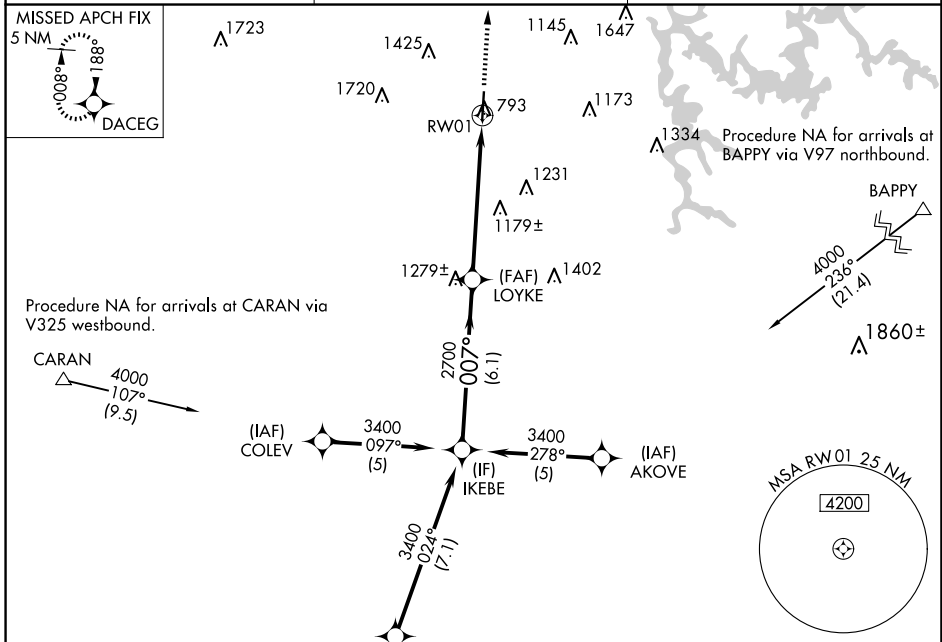 MISSED APCH FIX
5 NM
008°
188°
DACEG
1723
1425
1145
1647
1720
793
RW01
1173
1334
Procedure NA for arrivals at
BAPPY via V97 northbound.
1231
1179±
BAPPY
4000
236°
(21.4)
1279±
(FAF)
LOYKE
1402
Procedure NA for arrivals at CARAN via
V325 westbound.
1860±
CARAN
4000
107°
(9.5)
2700
007°
(6.1)
(IAF)
COLEV
3400
097°
(5)
(IF)
IKEBE
3400
278°
(5)
(IAF)
AKOVE
3400
024°
(7.1)
MSA RW01 25 NM
4200